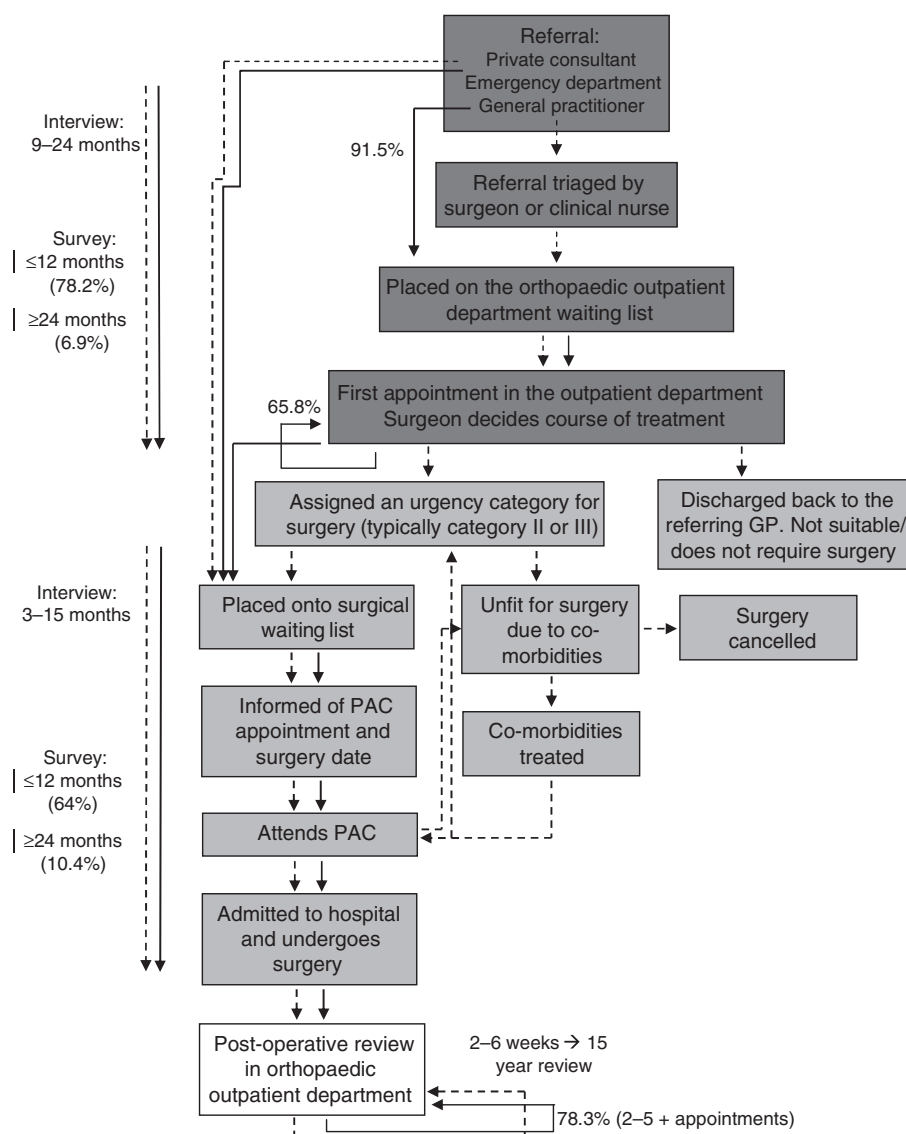 Referral:
Private consultant
Emergency department
General practitioner
Interview:
9–24 months
91.5%
Referral triaged by
surgeon or clinical nurse
Survey:
≤12 months
(78.2%)
≥24 months
(6.9%)
Placed on the orthopaedic outpatient
department waiting list
First appointment in the outpatient department
Surgeon decides course of treatment
65.8%
Assigned an urgency category for
surgery (typically category II or III)
Discharged back to the
referring GP. Not suitable/
does not require surgery
Interview:
3–15 months
Placed onto surgical
waiting list
Unfit for surgery
due to co-
morbidities
Surgery
cancelled
Informed of PAC
appointment and
surgery date
Co-morbidities
treated
Survey:
≤12 months
(64%)
≥24 months
(10.4%)
Attends PAC
Admitted to hospital
and undergoes
surgery
Post-operative review
in orthopaedic
outpatient department
2–6 weeks → 15
year review
78.3% (2–5 + appointments)